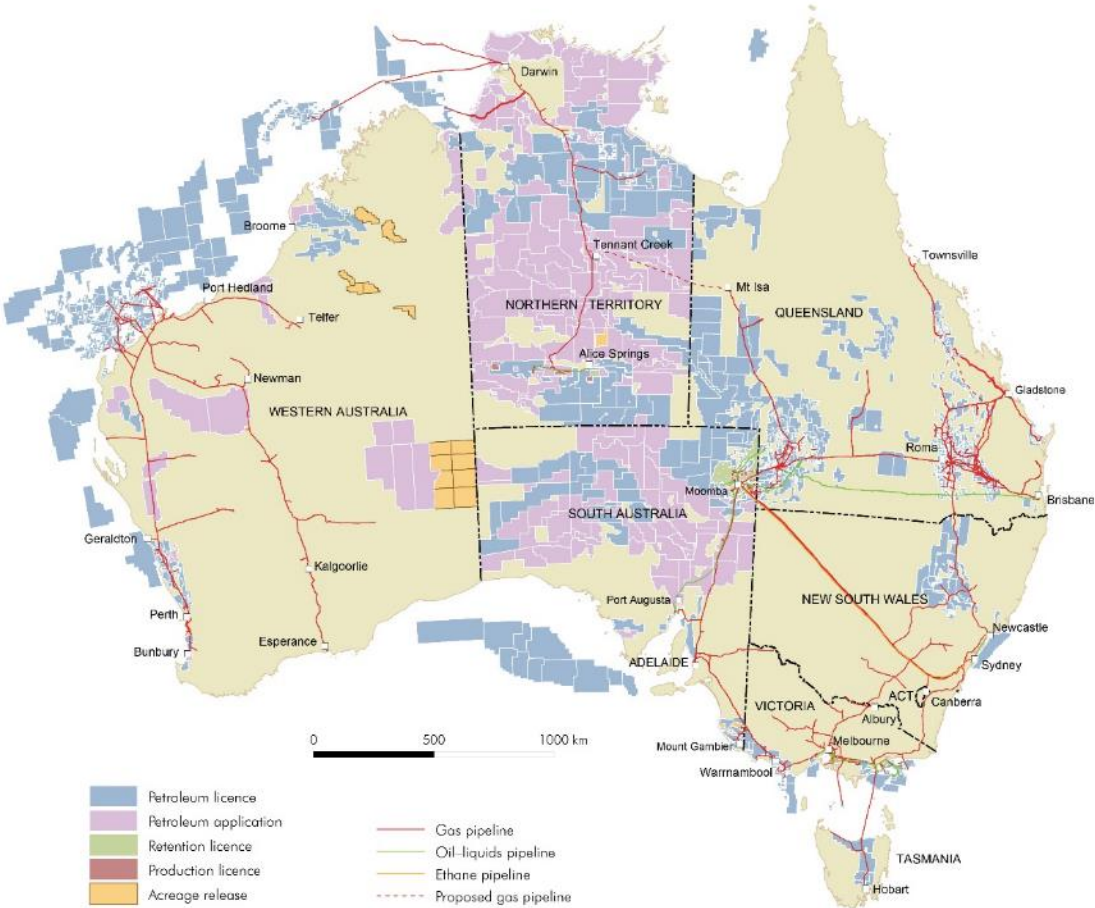 Darwin
Broome
Tennant Creek
Townsville
Port Hedland
Mt Isa
Telfer
NORTHERN TERRITORY
QUEENSLAND
Alice Springs
Newman
Gladstone
WESTERN AUSTRALIA
Roma
Moomba
Brisbane
SOUTH AUSTRALIA
Geraldton
Kalgoorlie
Port Augusta
NEW SOUTH WALES
Perth
Newcastle
Esperance
Bunbury
ADELAIDE
Sydney
ACT
Canberra
VICTORIA
Albury
0 500 1000 km
Mount Gambier
Melbourne
Warrnambool
Petroleum licence
Petroleum application
Retention licence
Production licence
Acreage release
Gas pipeline
Oil–liquids pipeline
Ethane pipeline
Proposed gas pipeline
TASMANIA
Hobart